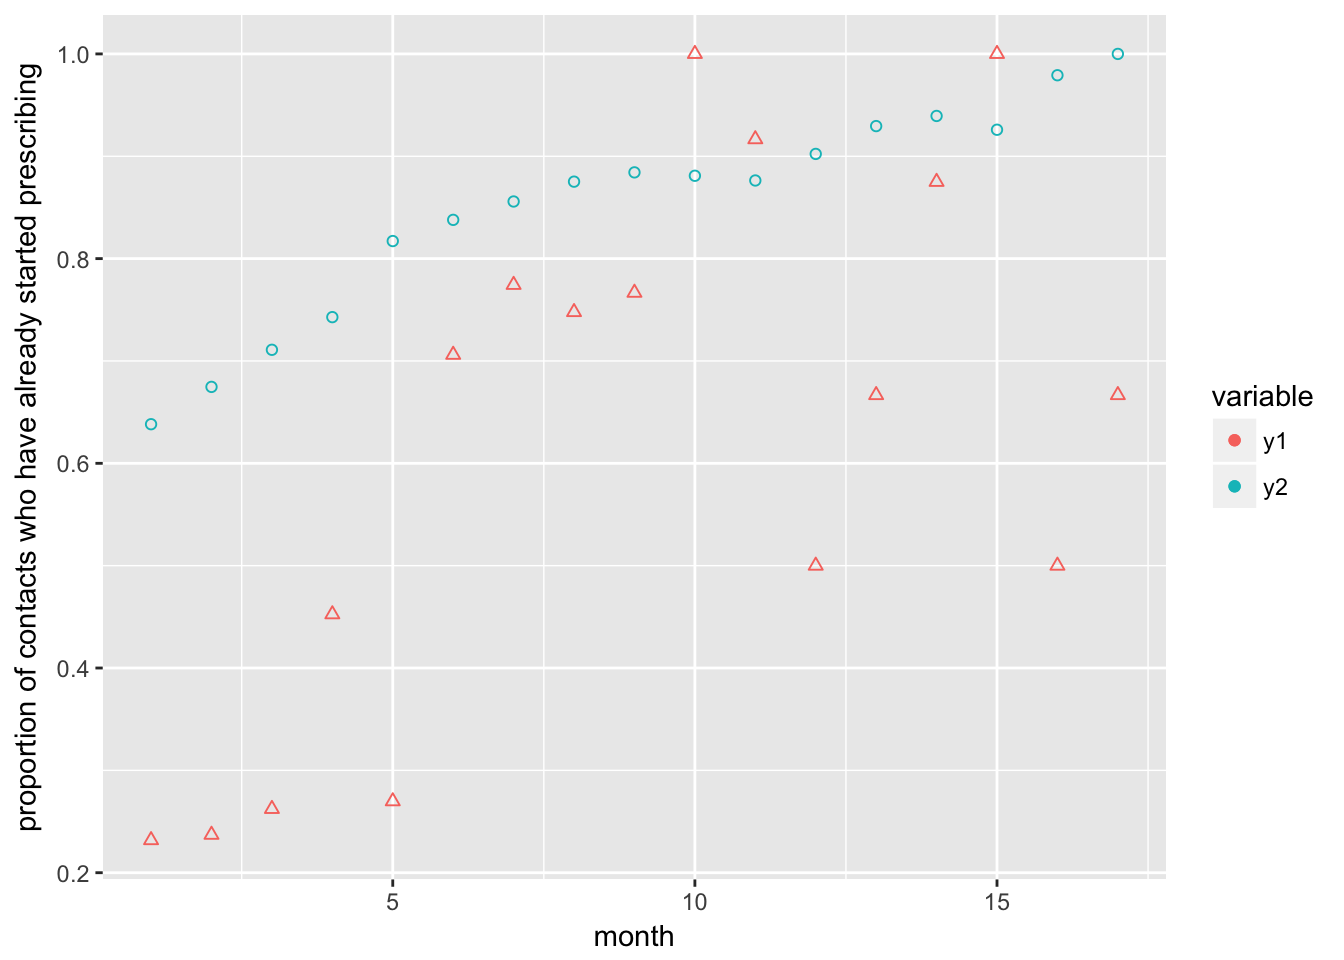 proportion of contacts who have already started prescribing
1.0
0.8
0.6
0.4
0.2
5 10 15
month
variable
y1
y2